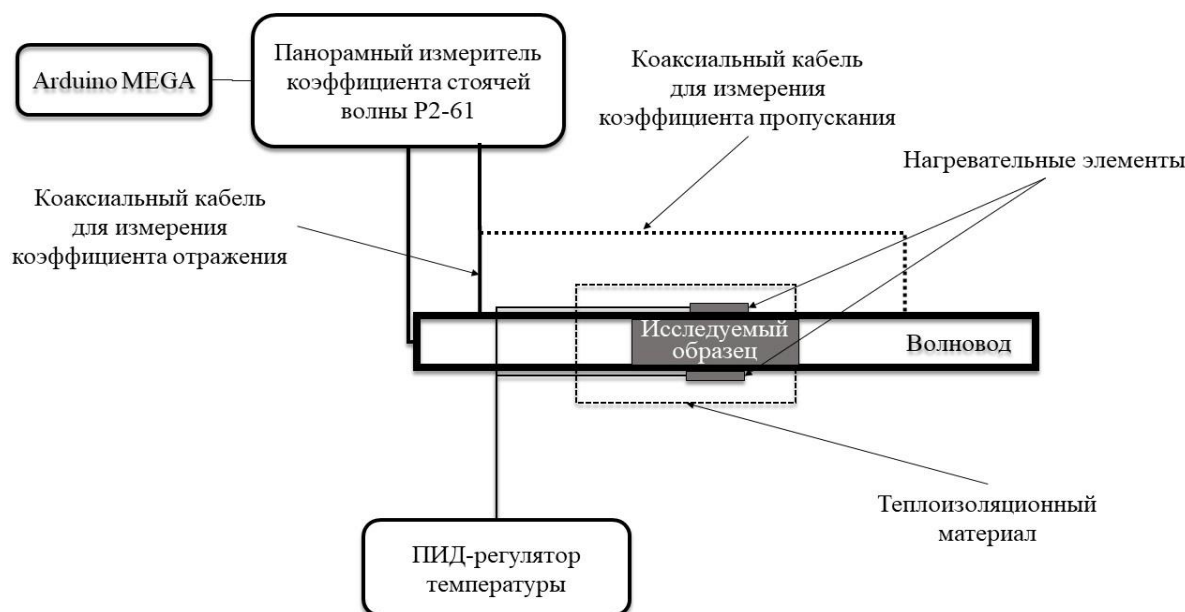 Arduino MEGA
Панорамный измеритель
коэффициента стоячей
волны Р2-61
Коаксиальный кабель
для измерения
коэффициента пропускания
Нагревательные элементы
Коаксиальный кабель
для измерения
коэффициента отражения
Исследуемый
образец
Волновод
Теплоизоляционный
материал
ПИД-регулятор
температуры